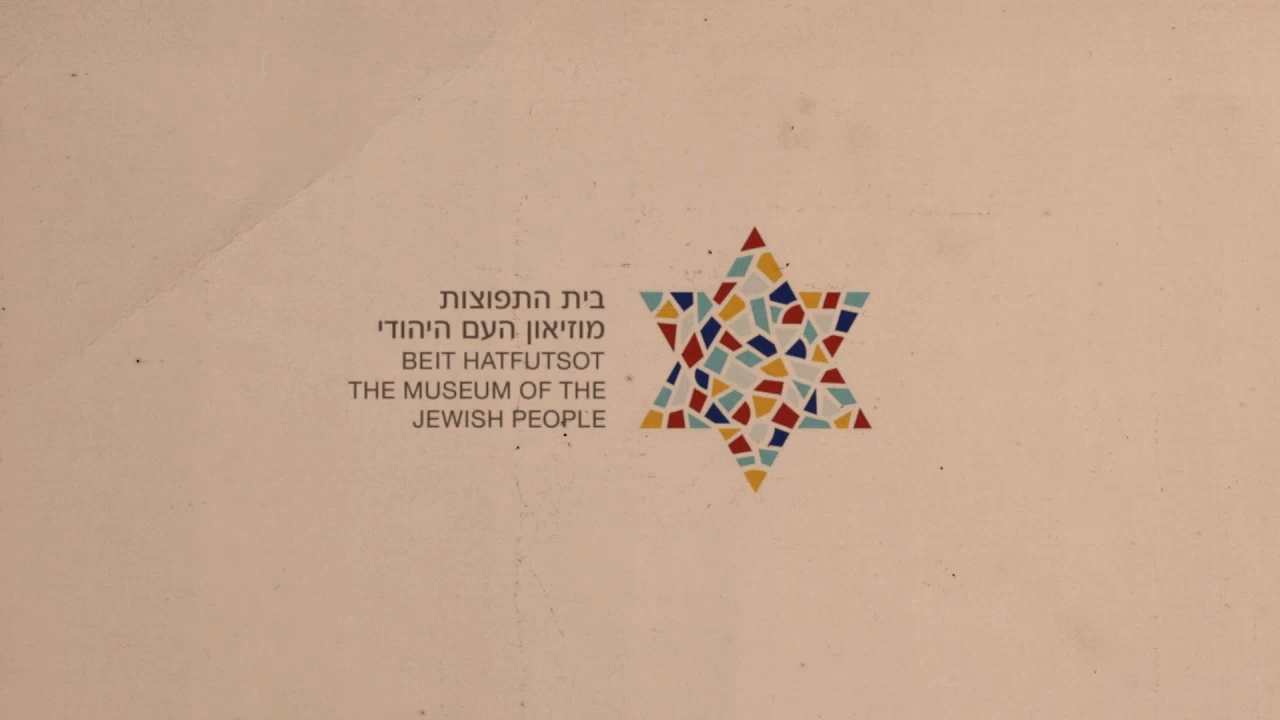 בית התפוצות
מוזיאון העם היהודי
BEIT HATFUTSOT
THE MUSEUM OF THE
JEWISH PEOPLE